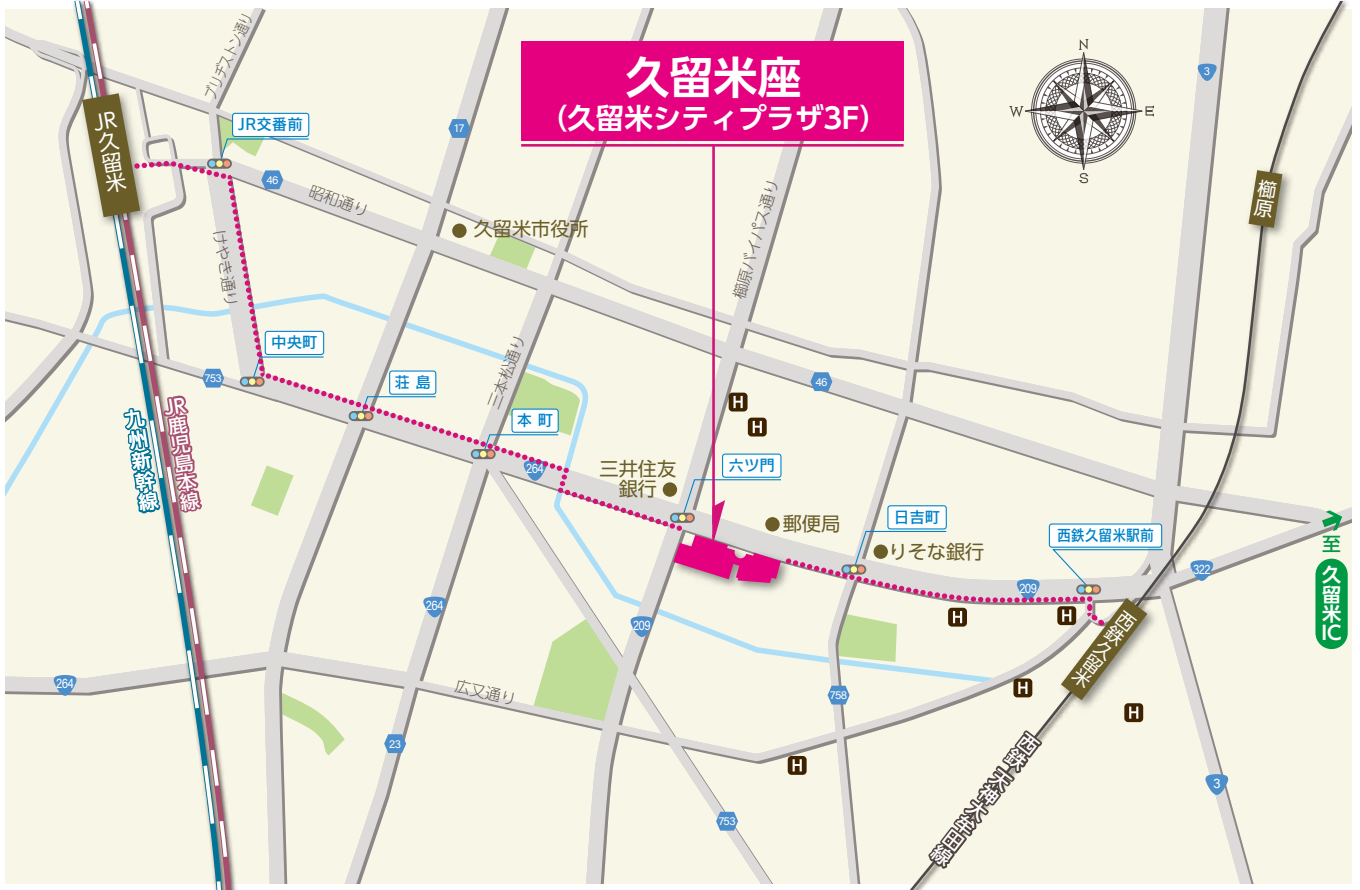 久留米座
(久留米シティプラザ3F)
N
W
E
S
3
ブリヂストン通り
JR久留米
JR交番前
17
46
昭和通り
櫛原
久留米市役所
櫛原バイパス通り
けやき通り
中央町
753
三本松通り
荘 島
46
H
H
本 町
九州新幹線
JR鹿児島本線
264
三井住友
銀行
六ツ門
郵便局
日吉町
りそな銀行
西鉄久留米駅前
至
久留米IC
322
209
264
209
H
H
西鉄久留米
264
広又通り
758
H
H
23
H
西鉄天神大牟田線
3
753